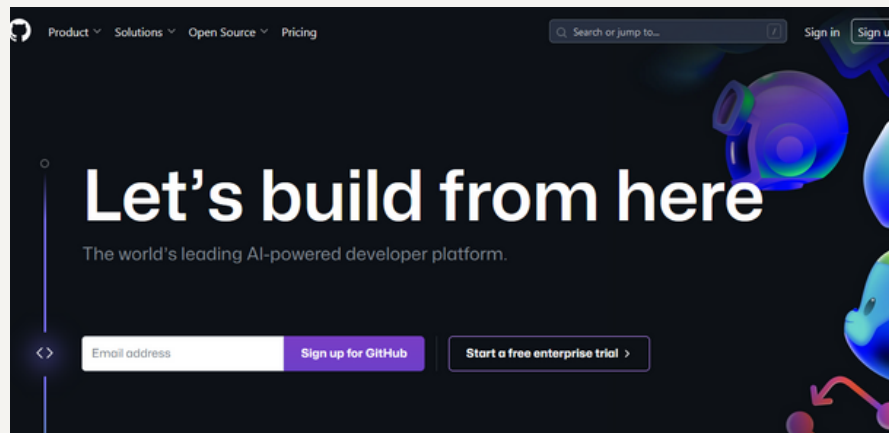 Product Solutions Open Source Pricing Search or jump to... / Sign in Sign u
Let's build from here
The world's leading AI-powered developer platform.
Email address Sign up for GitHub Start a free enterprise trial >